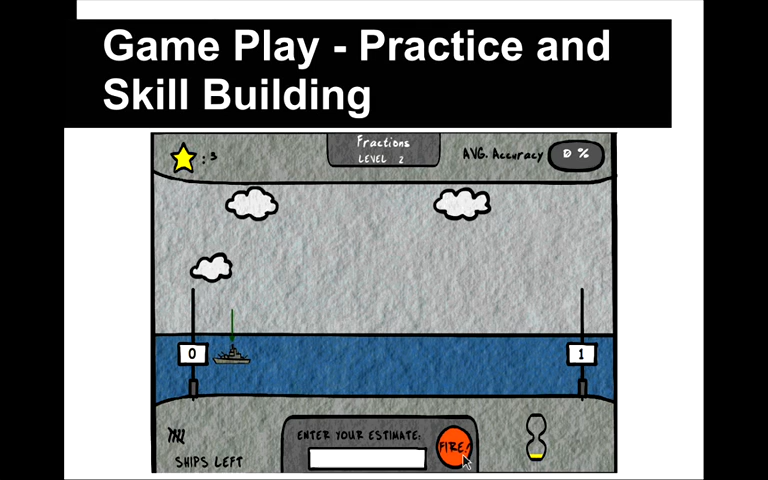 Game Play - Practice and
Skill Building
: 3
Fractions
LEVEL 2
AVG. Accuracy
0 %
0
1
ENTER YOUR ESTIMATE:
FIRE!
SHIPS LEFT